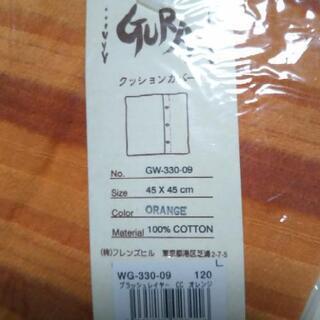 クッションカバー
No. GW-330-09
Size 45 X 45 cm
Color ORANGE
Material 100% COTTON
(株)フレンズヒル 東京都港区芝浦2-7-5
L
WG-330-09 120
ブラッシュレイヤー CC オレンジ